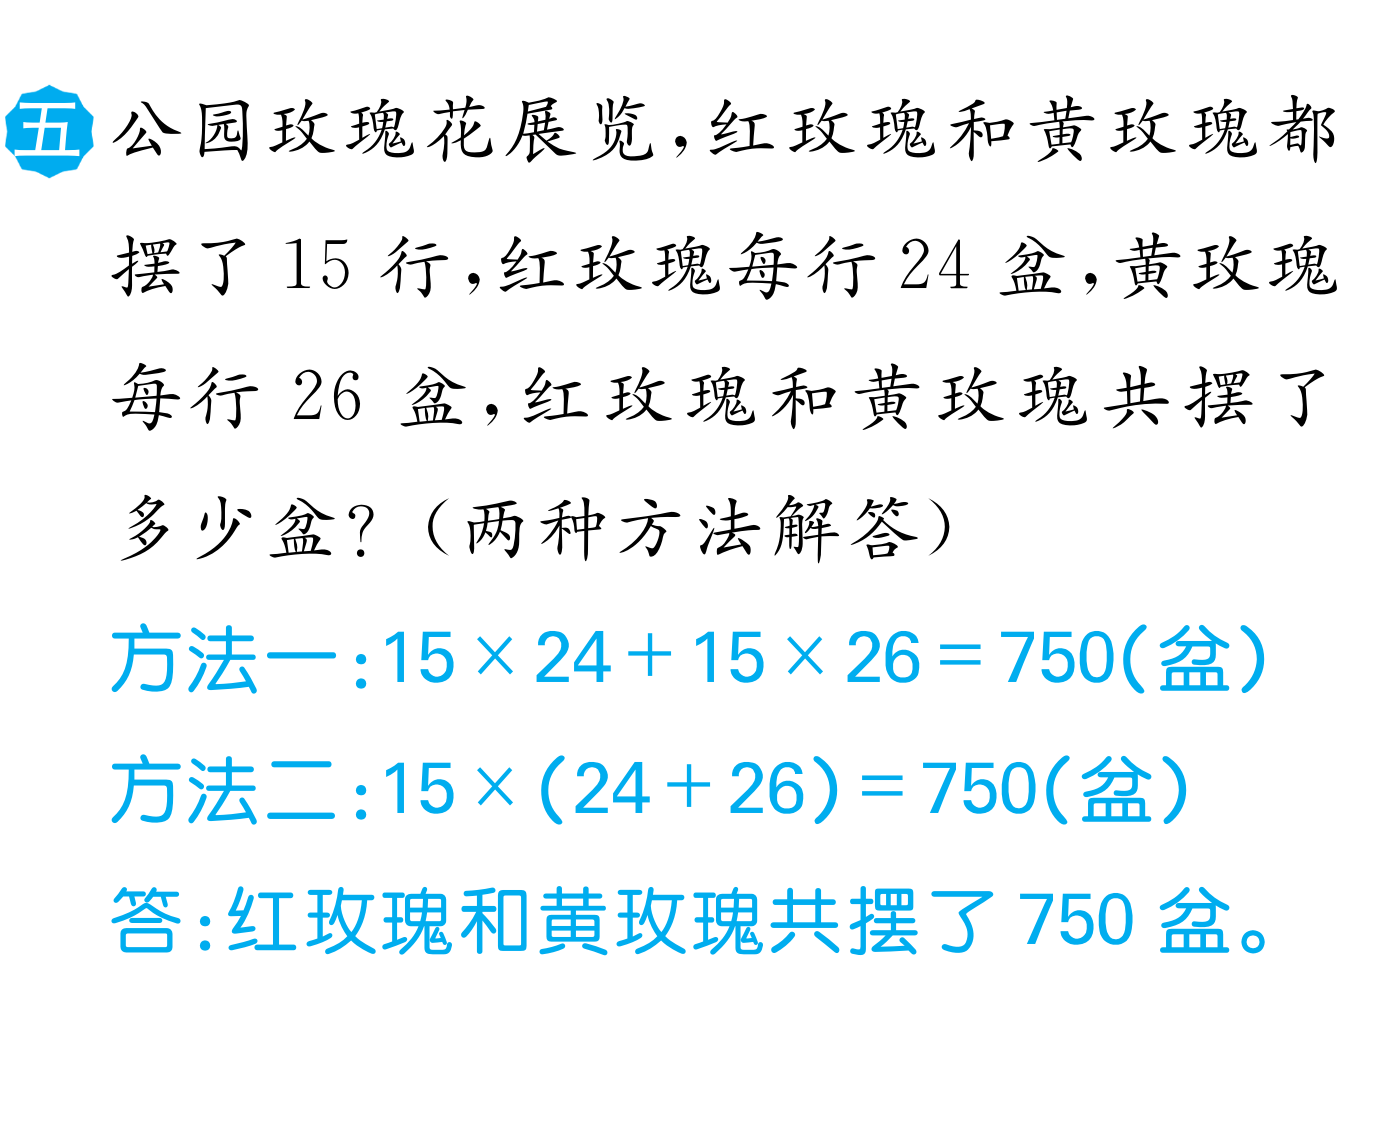 五 公园玫瑰花展览,红玫瑰和黄玫瑰都
摆了 15 行,红玫瑰每行 24 盆,黄玫瑰
每行 26 盆,红玫瑰和黄玫瑰共摆了
多少盆?(两种方法解答)
方法一:15×24+15×26=750(盆)
方法二:15×(24+26)=750(盆)
答:红玫瑰和黄玫瑰共摆了 750 盆。